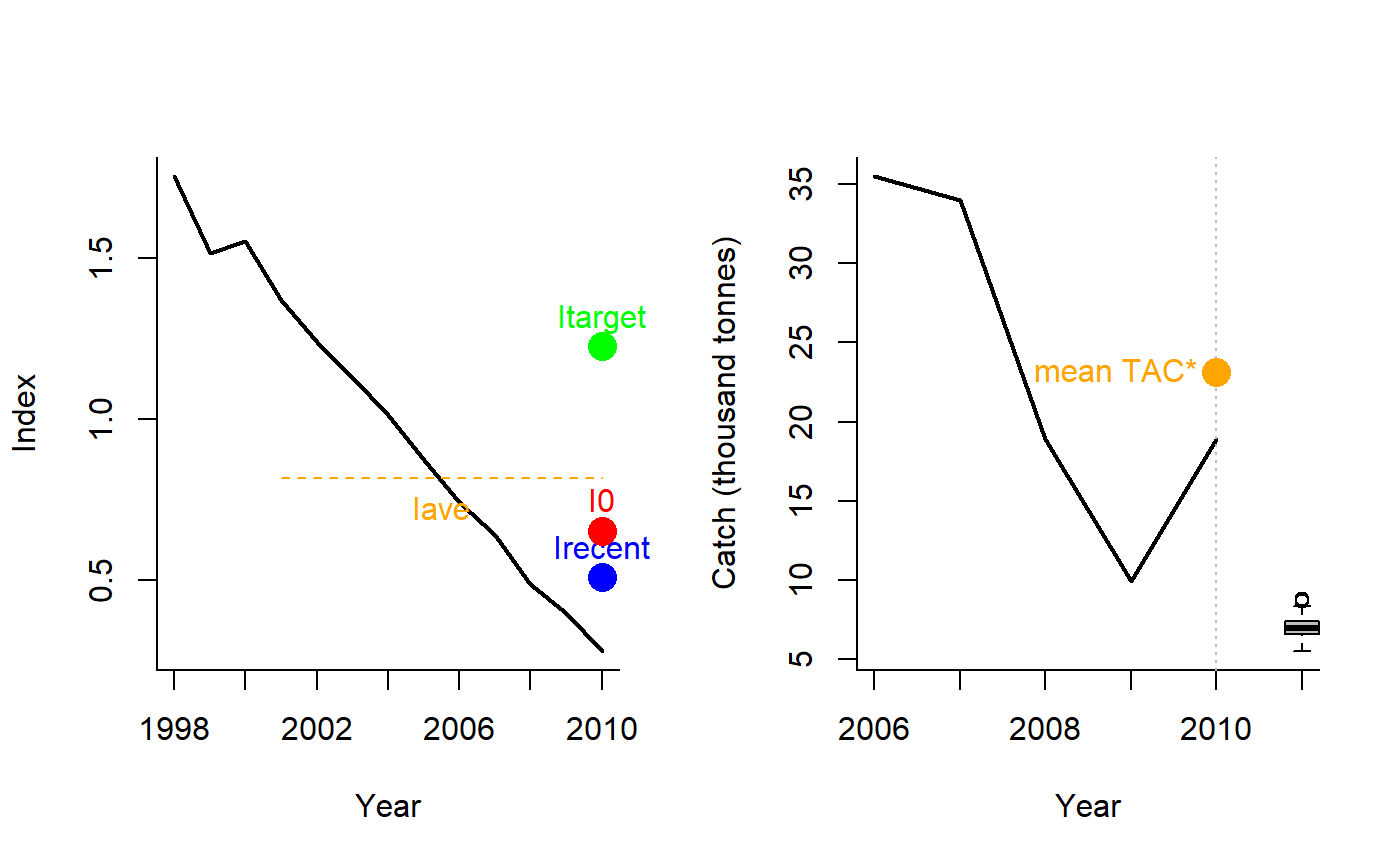 Index
1.5
1.0
0.5
Itarget
Iave
I0
Irecent
1998 2002 2006 2010
Year
Catch (thousand tonnes)
35
30
25
20
15
10
5
mean TAC*
2006 2008 2010
Year